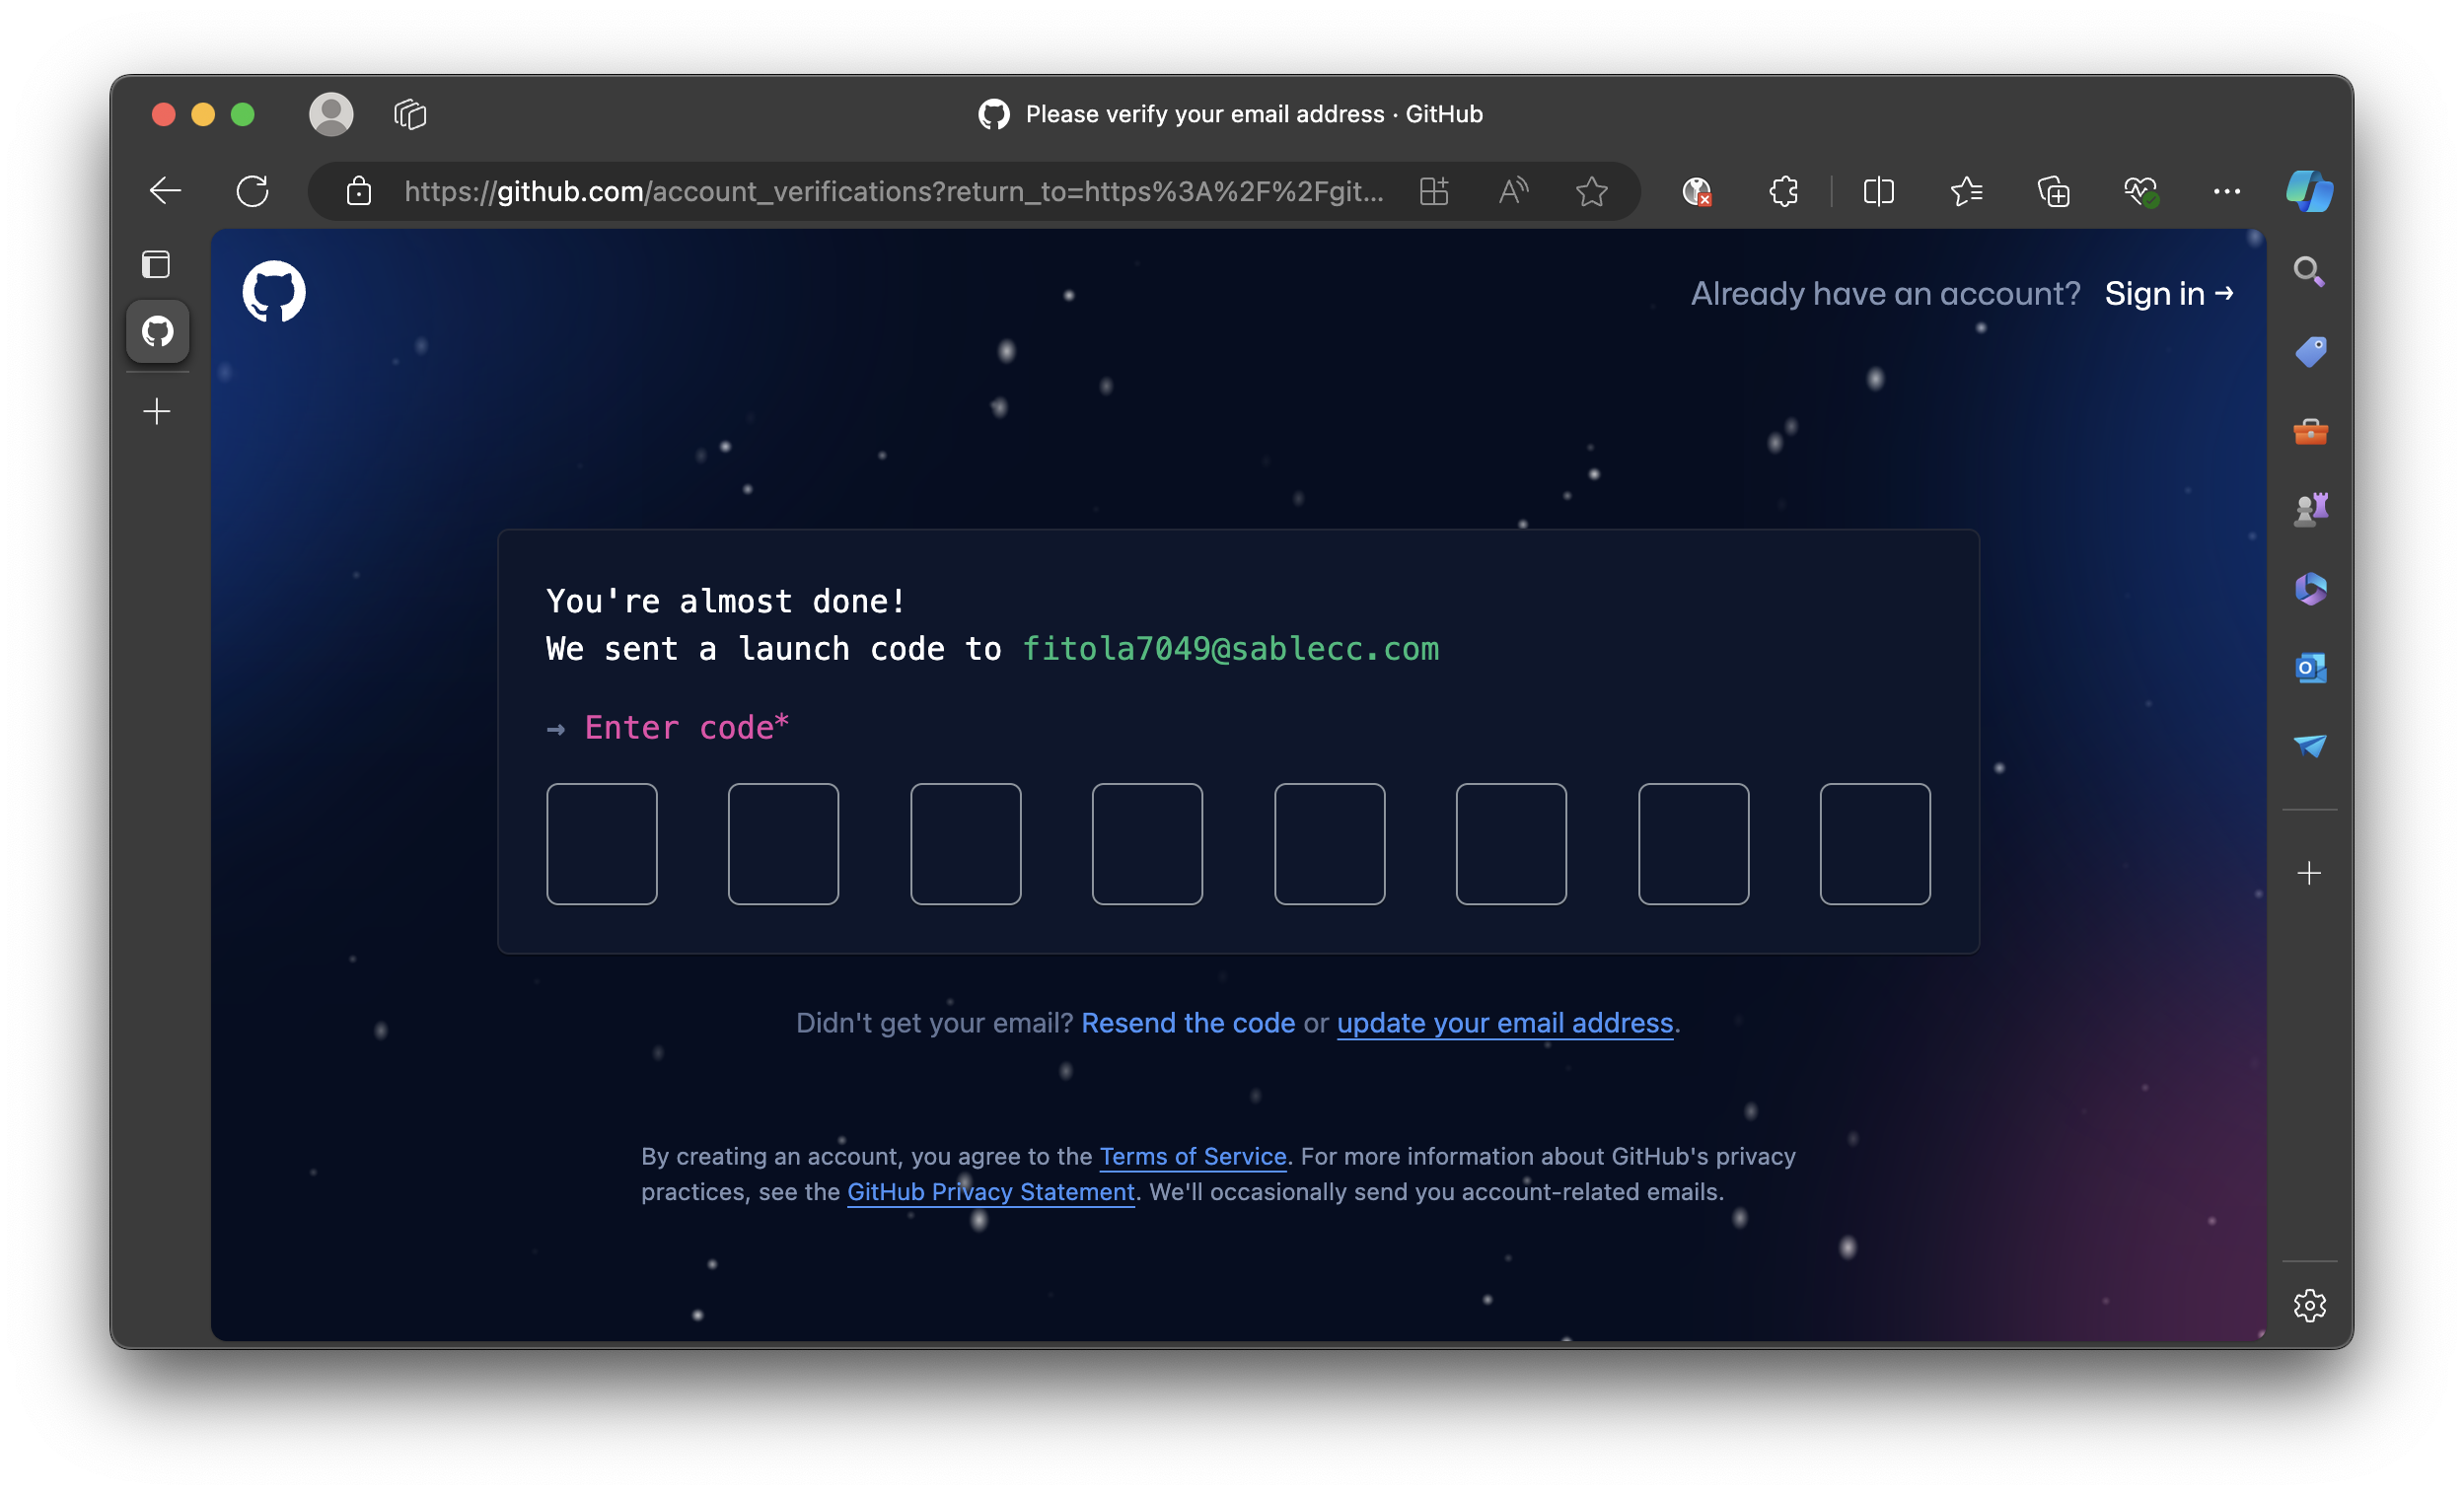 Please verify your email address · GitHub
https://github.com/account_verifications?return_to=https%3A%2F%2Fgit...
Already have an account? Sign in →
You're almost done!
We sent a launch code to fitola7049@sablecc.com
→ Enter code*
Didn't get your email? Resend the code or update your email address.
By creating an account, you agree to the Terms of Service. For more information about GitHub's privacy
practices, see the GitHub Privacy Statement. We'll occasionally send you account-related emails.